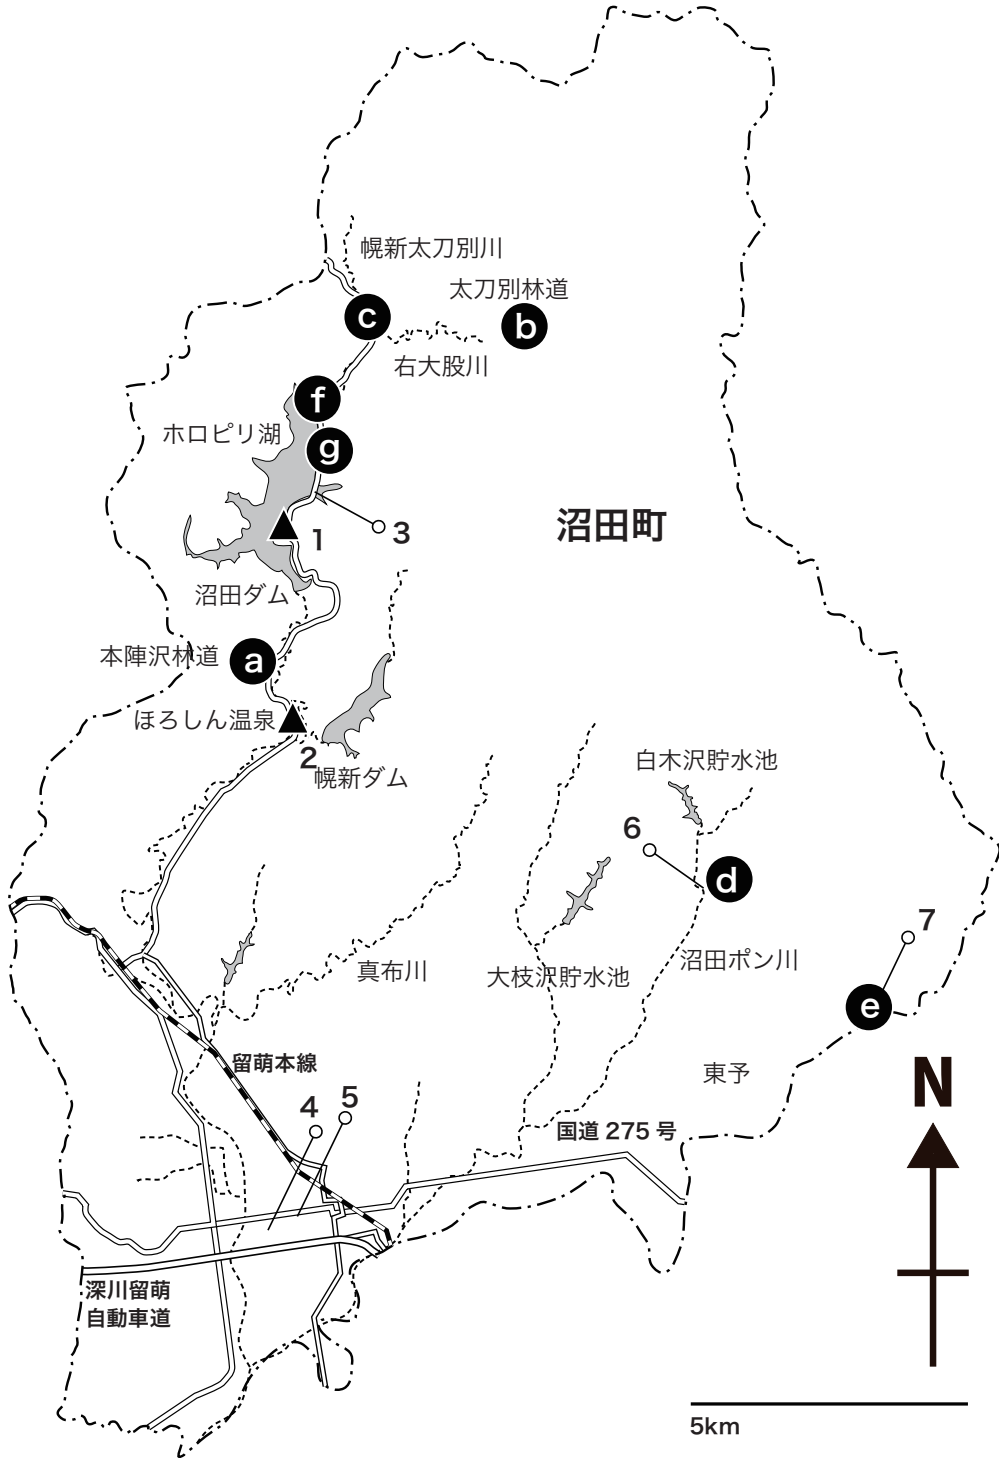 幌新太刀別川
太刀別林道
c
b
右大股川
f
ホロピリ湖
g
沼田町
1
3
沼田ダム
本陣沢林道
a
ほろしん温泉
2
幌新ダム
白木沢貯水池
6
d
7
真布川
大枝沢貯水池
沼田ポン川
e
留萌本線
東予
N
4
5
国道 275 号
深川留萌
自動車道
5km